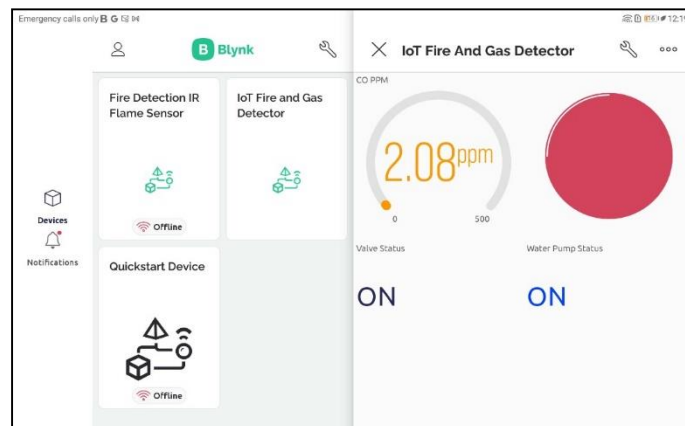 Emergency calls only B G
12:19
B Blynk
IoT Fire And Gas Detector
CO PPM
Fire Detection IR
Flame Sensor
IoT Fire and Gas
Detector
2.08ppm
0
500
Devices
Offline
Notifications
Valve Status
Water Pump Status
Quickstart Device
ON
ON
Offline